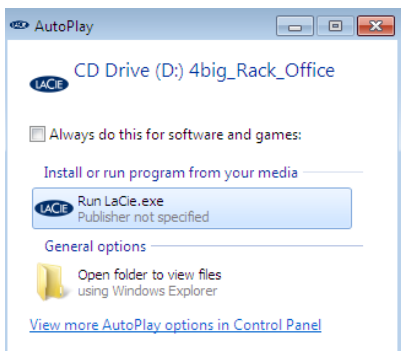 AutoPlay
LACIE
CD Drive (D:) 4big_Rack_Office
Always do this for software and games:
Install or run program from your media
LACIE
Run LaCie.exe
Publisher not specified
General options
Open folder to view files
using Windows Explorer
View more AutoPlay options in Control Panel